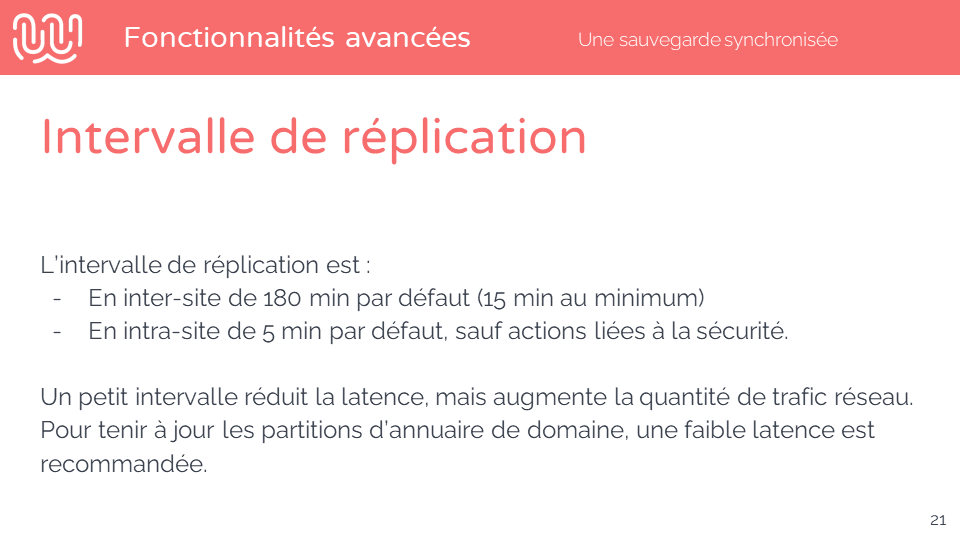 Fonctionnalités avancées
Une sauvegarde synchronisée
Intervalle de réplication
L'intervalle de réplication est :
- En inter-site de 180 min par défaut (15 min au minimum)
- En intra-site de 5 min par défaut, sauf actions liées à la sécurité.
Un petit intervalle réduit la latence, mais augmente la quantité de trafic réseau.
Pour tenir à jour les partitions d'annuaire de domaine, une faible latence est
recommandée.
21